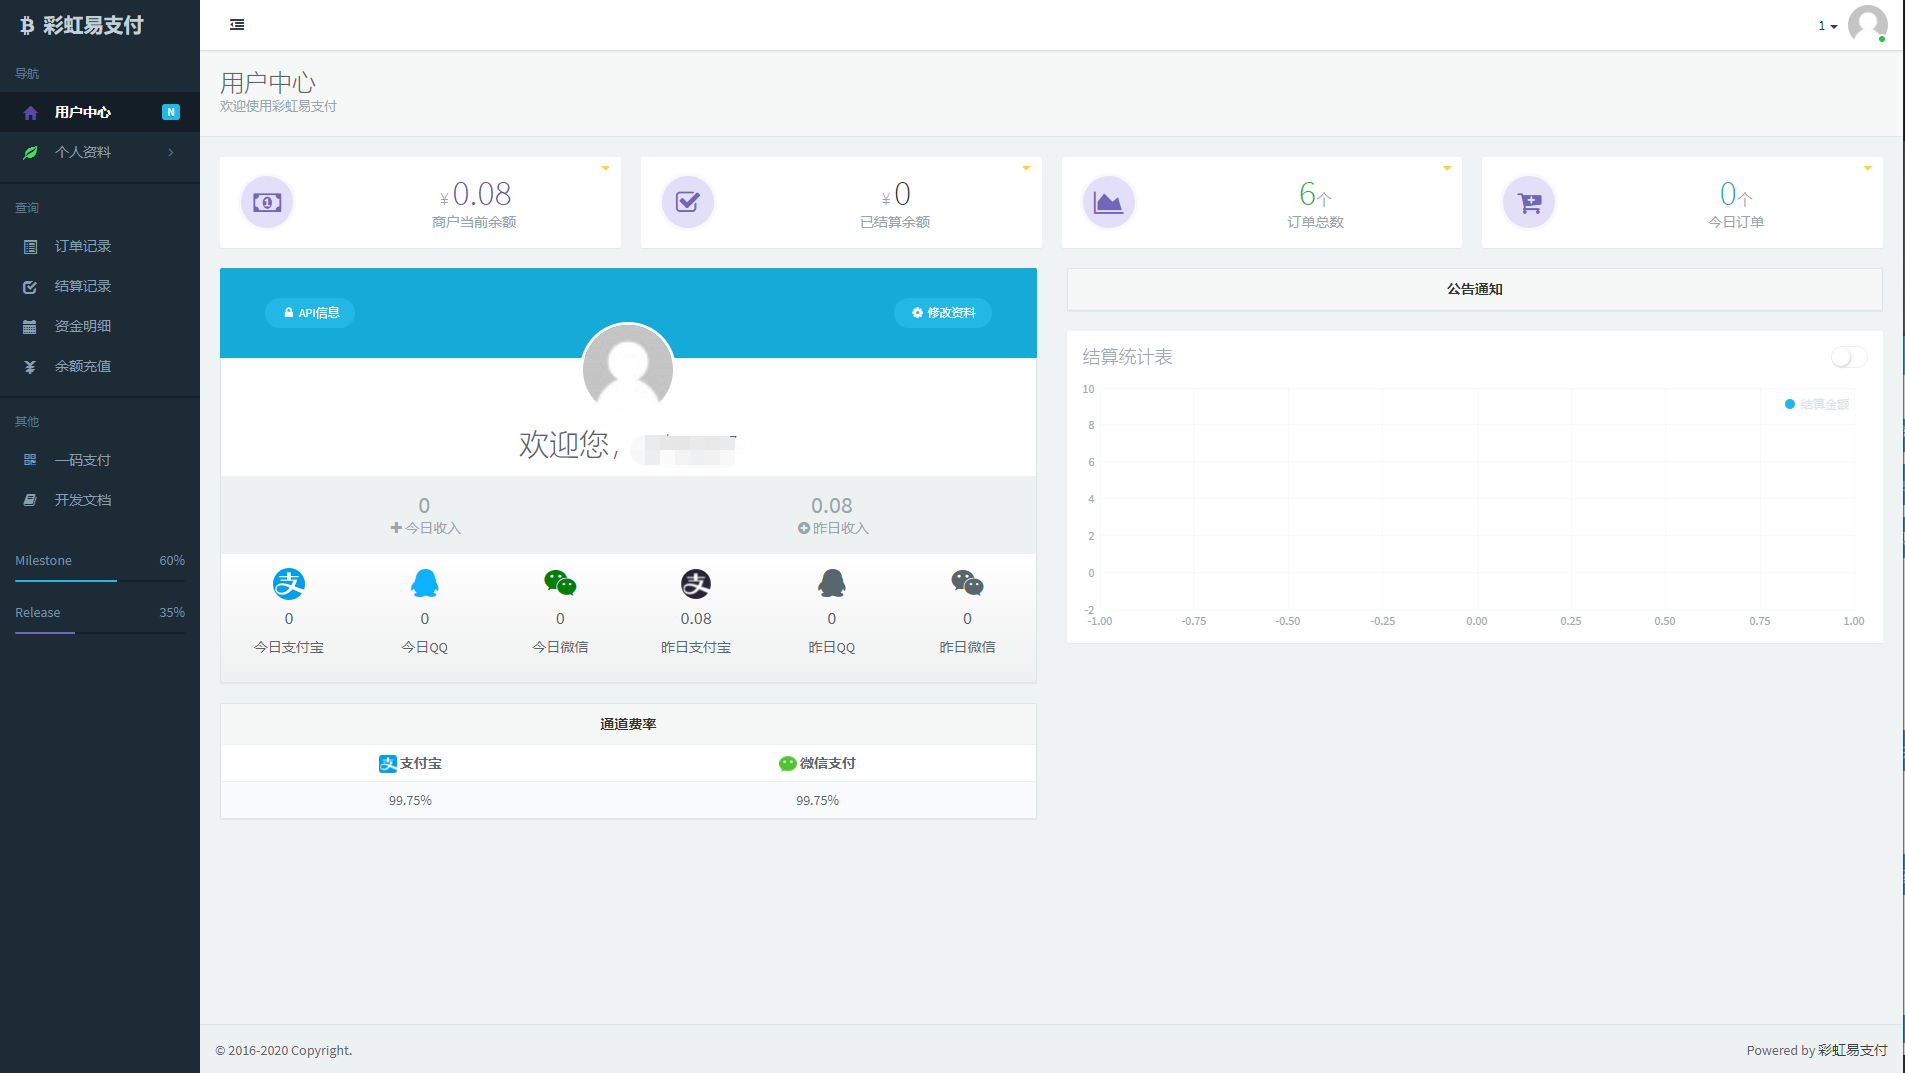 彩虹易支付
1
导航
用户中心 N
个人资料
查询
订单记录
结算记录
资金明细
余额充值
其他
一码支付
开发文档
Milestone 60%
Release 35%
用户中心
欢迎使用彩虹易支付
¥0.08
商户当前余额
¥0
已结算余额
6个
订单总数
0个
今日订单
API信息
修改资料
欢迎您,
0
今日收入
0.08
昨日收入
0
今日支付宝
0
今日QQ
0
今日微信
0.08
昨日支付宝
0
昨日QQ
0
昨日微信
通道费率
支付宝 微信支付
99.75% 99.75%
公告通知
结算统计表
结算金额
10
8
6
4
2
0
-2
-1.00 -0.75 -0.50 -0.25 0.00 0.25 0.50 0.75 1.00
© 2016-2020 Copyright.
Powered by 彩虹易支付